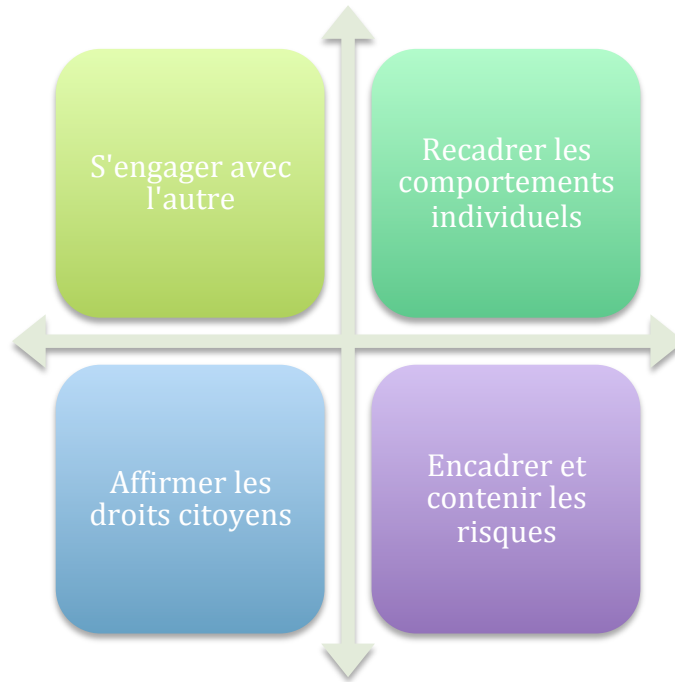 S'engager avec
l'autre
Recadrer les
comportements
individuels
Affirmer les
droits citoyens
Encadrer et
contenir les
risques